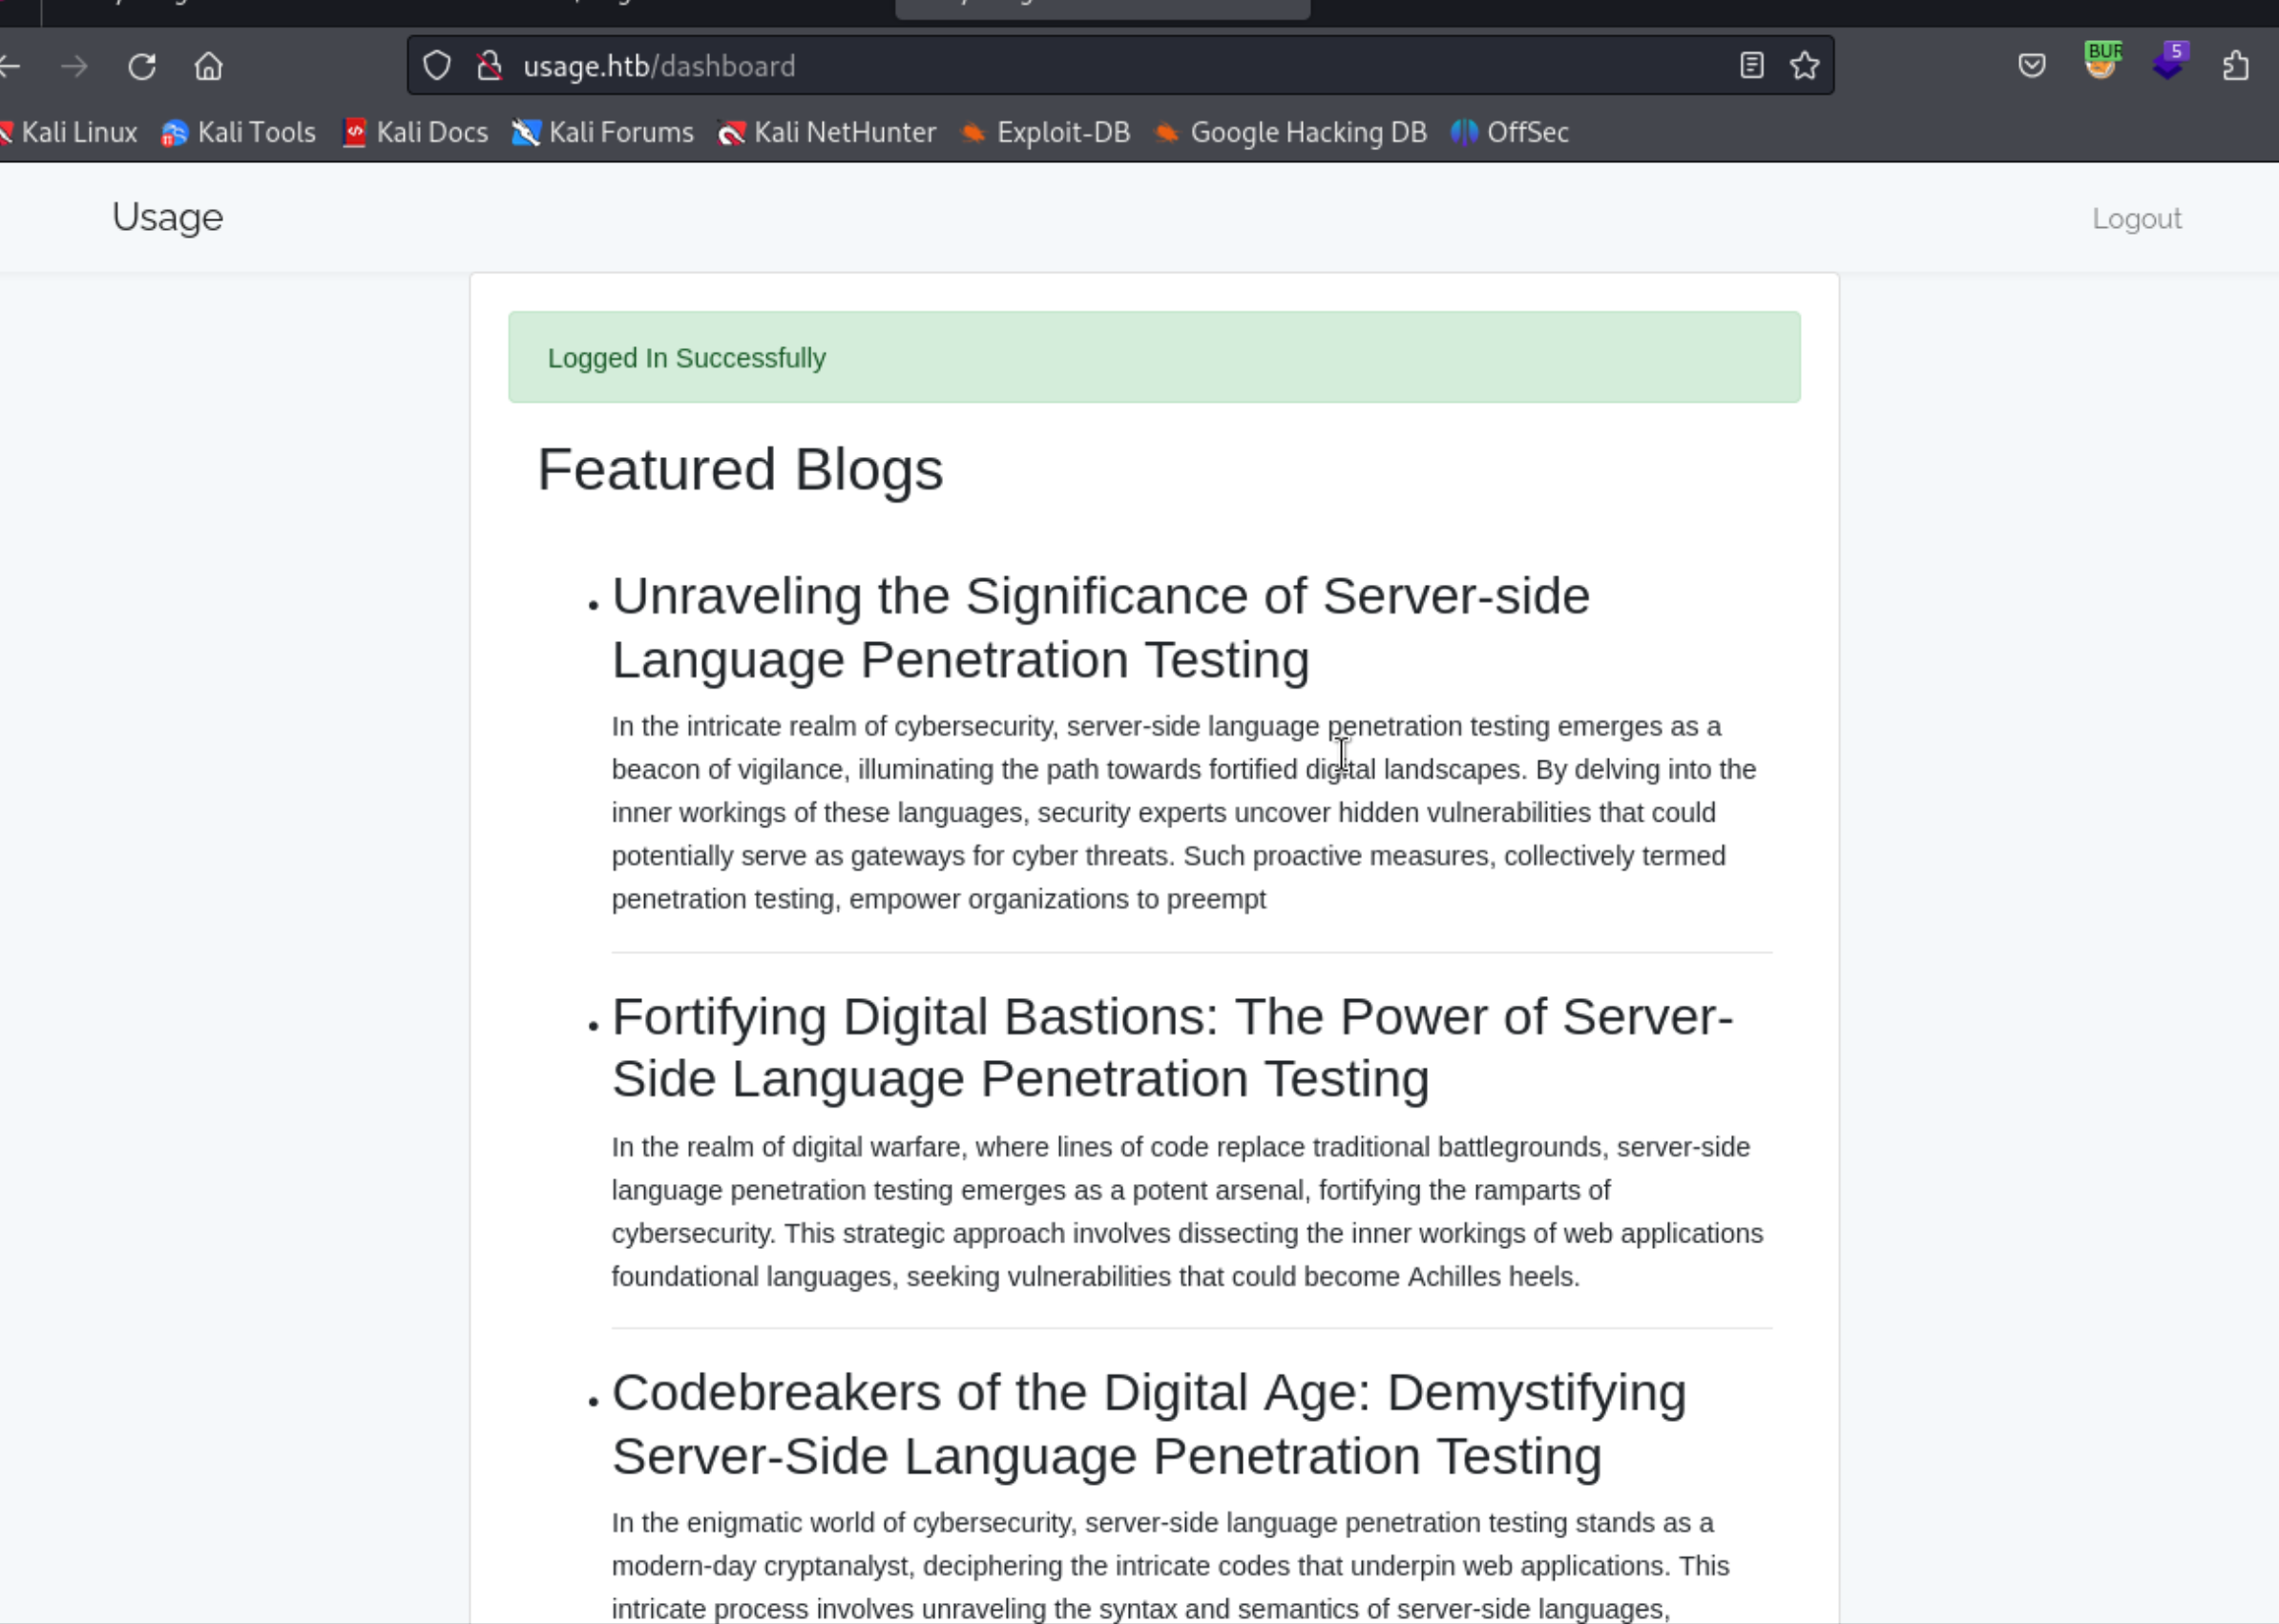 usage.htb/dashboard
BUR
5
Kali Linux Kali Tools Kali Docs Kali Forums Kali NetHunter Exploit-DB Google Hacking DB OffSec
Usage Logout
Logged In Successfully
Featured Blogs
• Unraveling the Significance of Server-side
Language Penetration Testing
In the intricate realm of cybersecurity, server-side language penetration testing emerges as a
beacon of vigilance, illuminating the path towards fortified digital landscapes. By delving into the
inner workings of these languages, security experts uncover hidden vulnerabilities that could
potentially serve as gateways for cyber threats. Such proactive measures, collectively termed
penetration testing, empower organizations to preempt
• Fortifying Digital Bastions: The Power of Server-
Side Language Penetration Testing
In the realm of digital warfare, where lines of code replace traditional battlegrounds, server-side
language penetration testing emerges as a potent arsenal, fortifying the ramparts of
cybersecurity. This strategic approach involves dissecting the inner workings of web applications
foundational languages, seeking vulnerabilities that could become Achilles heels.
• Codebreakers of the Digital Age: Demystifying
Server-Side Language Penetration Testing
In the enigmatic world of cybersecurity, server-side language penetration testing stands as a
modern-day cryptanalyst, deciphering the intricate codes that underpin web applications. This
intricate process involves unraveling the syntax and semantics of server-side languages,